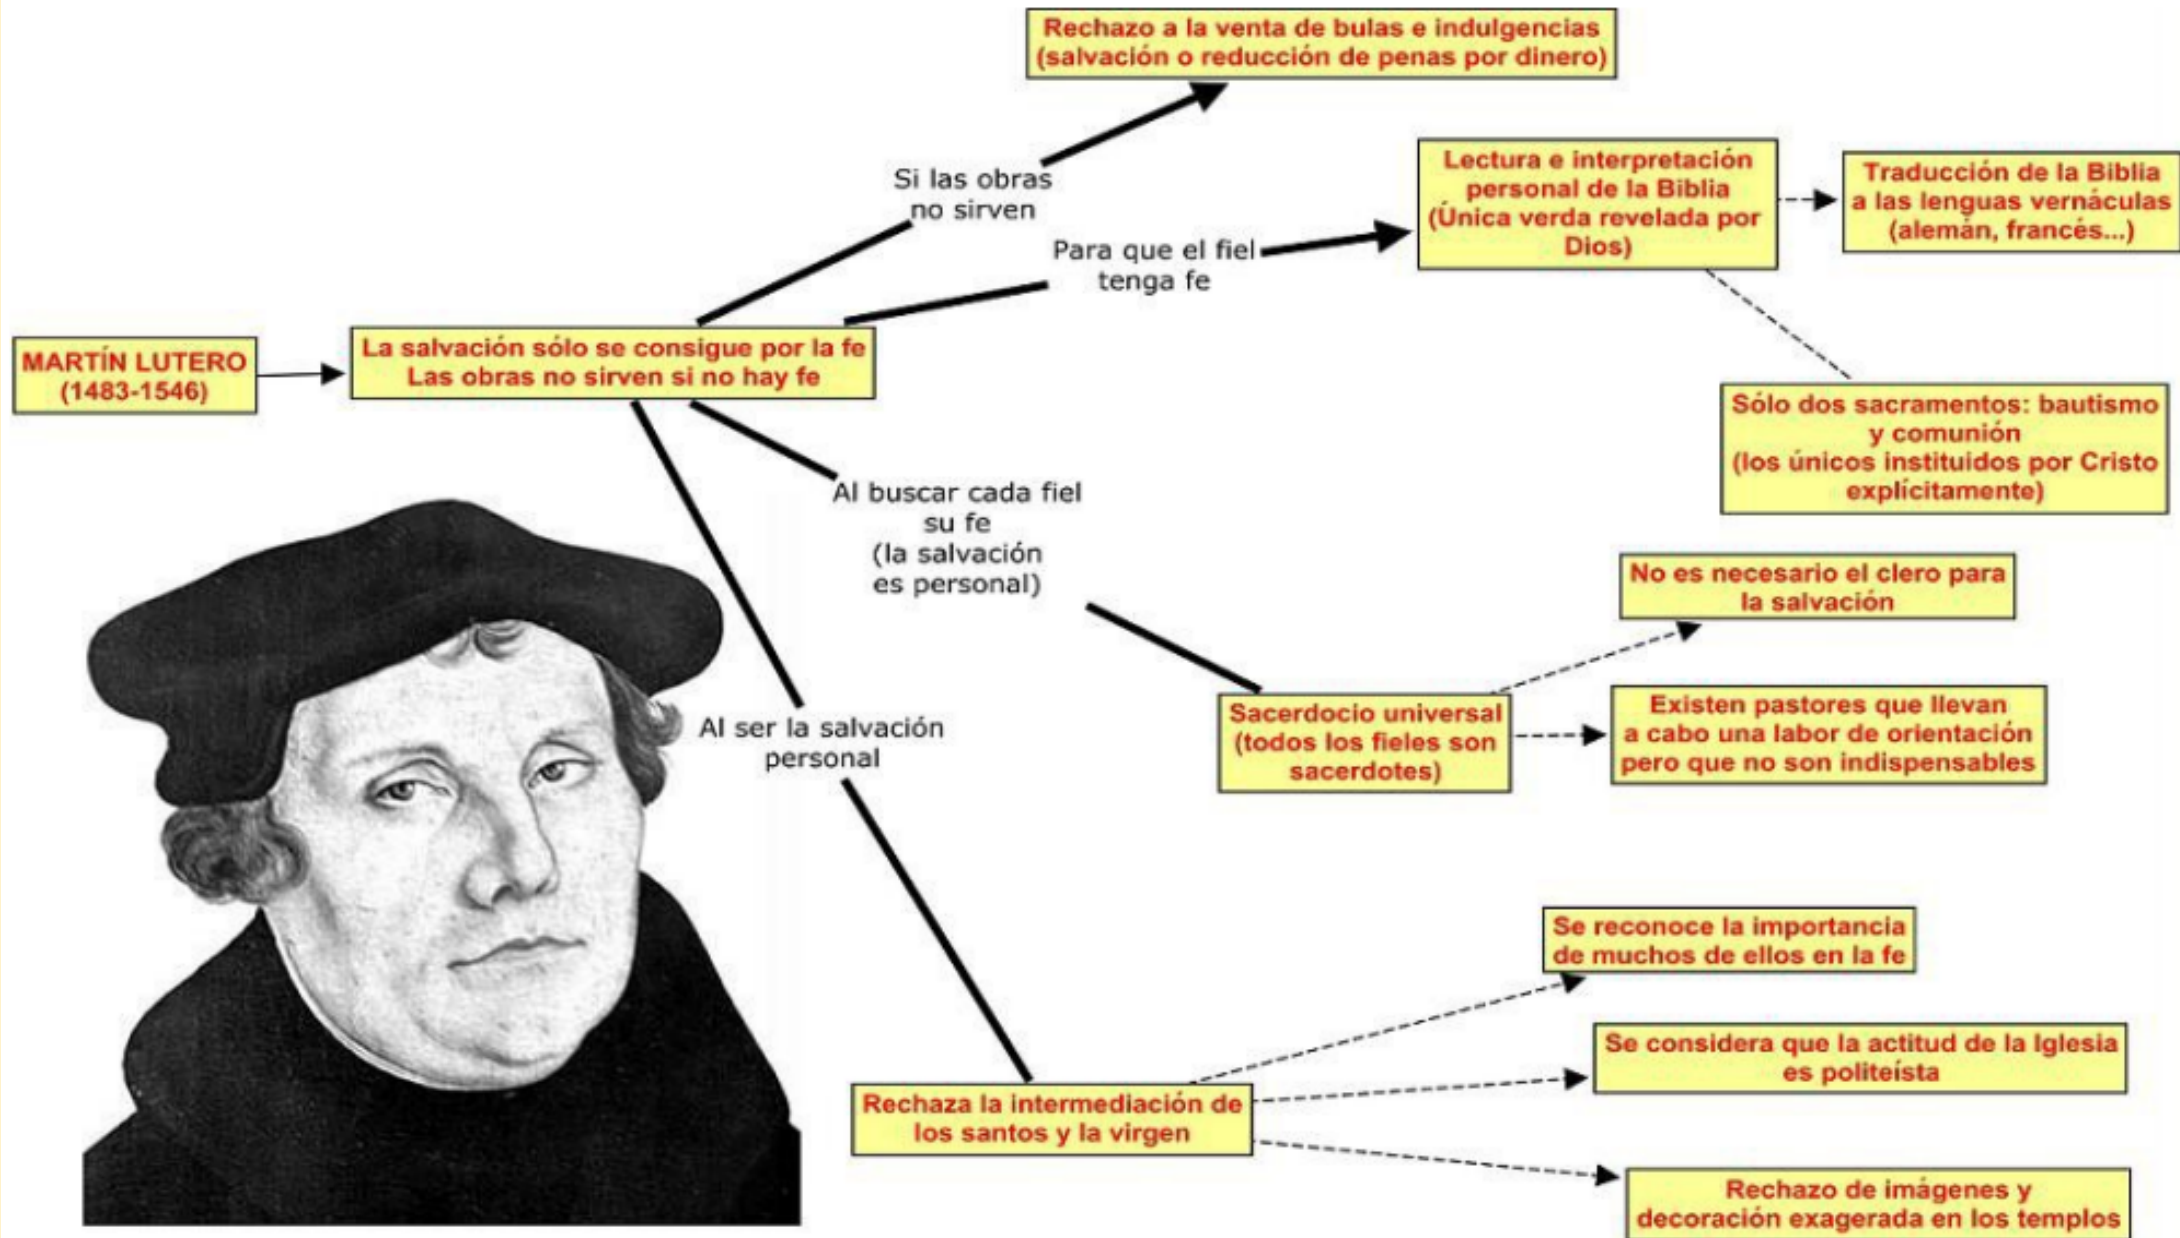 Rechazo a la venta de bulas e indulgencias
(salvación o reducción de penas por dinero)
Si las obras
no sirven
Lectura e interpretación
personal de la Biblia
(Única verda revelada por
Dios)
Traducción de la Biblia
a las lenguas vernáculas
(alemán, francés...)
Para que el fiel
tenga fe
MARTÍN LUTERO
(1483-1546)
La salvación sólo se consigue por la fe
Las obras no sirven si no hay fe
Sólo dos sacramentos: bautismo
y comunión
(los únicos instituidos por Cristo
explícitamente)
Al buscar cada fiel
su fe
(la salvación
es personal)
No es necesario el clero para
la salvación
Sacerdocio universal
(todos los fieles son
sacerdotes)
Existen pastores que llevan
a cabo una labor de orientación
pero que no son indispensables
Al ser la salvación
personal
Se reconoce la importancia
de muchos de ellos en la fe
Se considera que la actitud de la Iglesia
es politeísta
Rechaza la intermediación de
los santos y la virgen
Rechazo de imágenes y
decoración exagerada en los templos